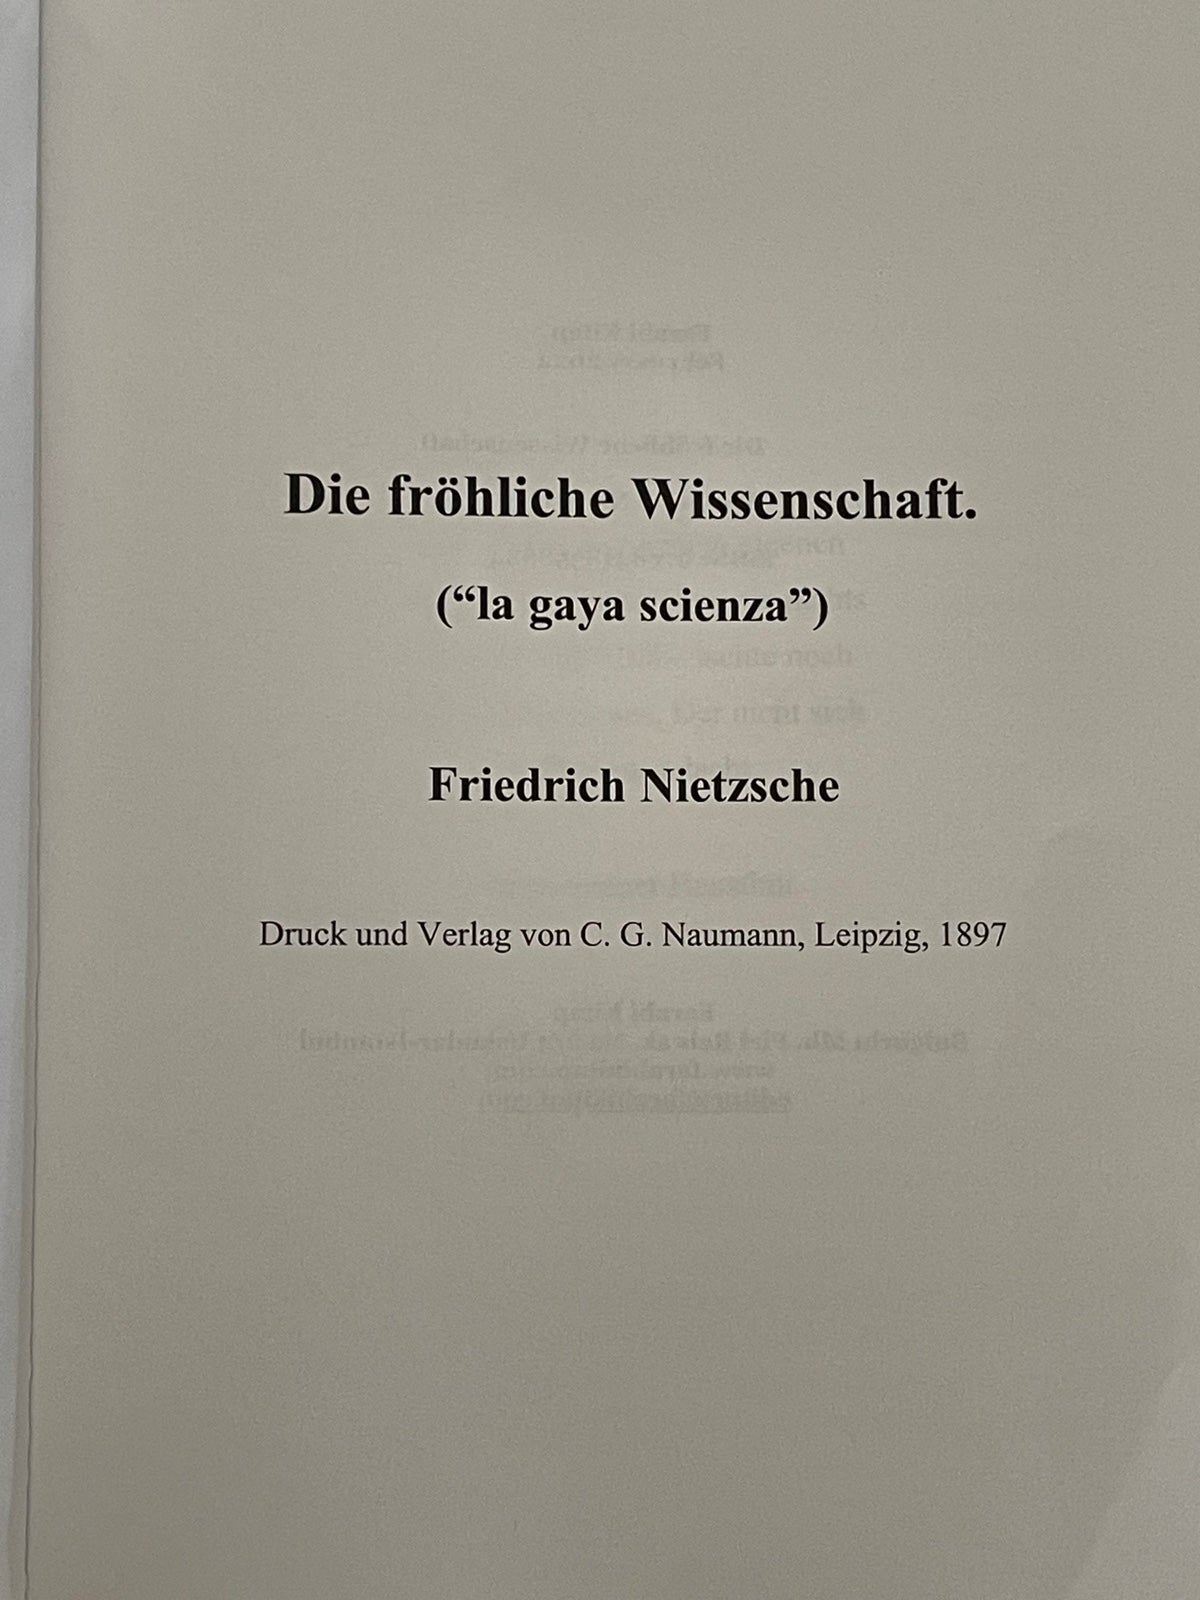 Die fröhliche Wissenschaft.
(“la gaya scienza”)
Friedrich Nietzsche
Druck und Verlag von C. G. Naumann, Leipzig, 1897